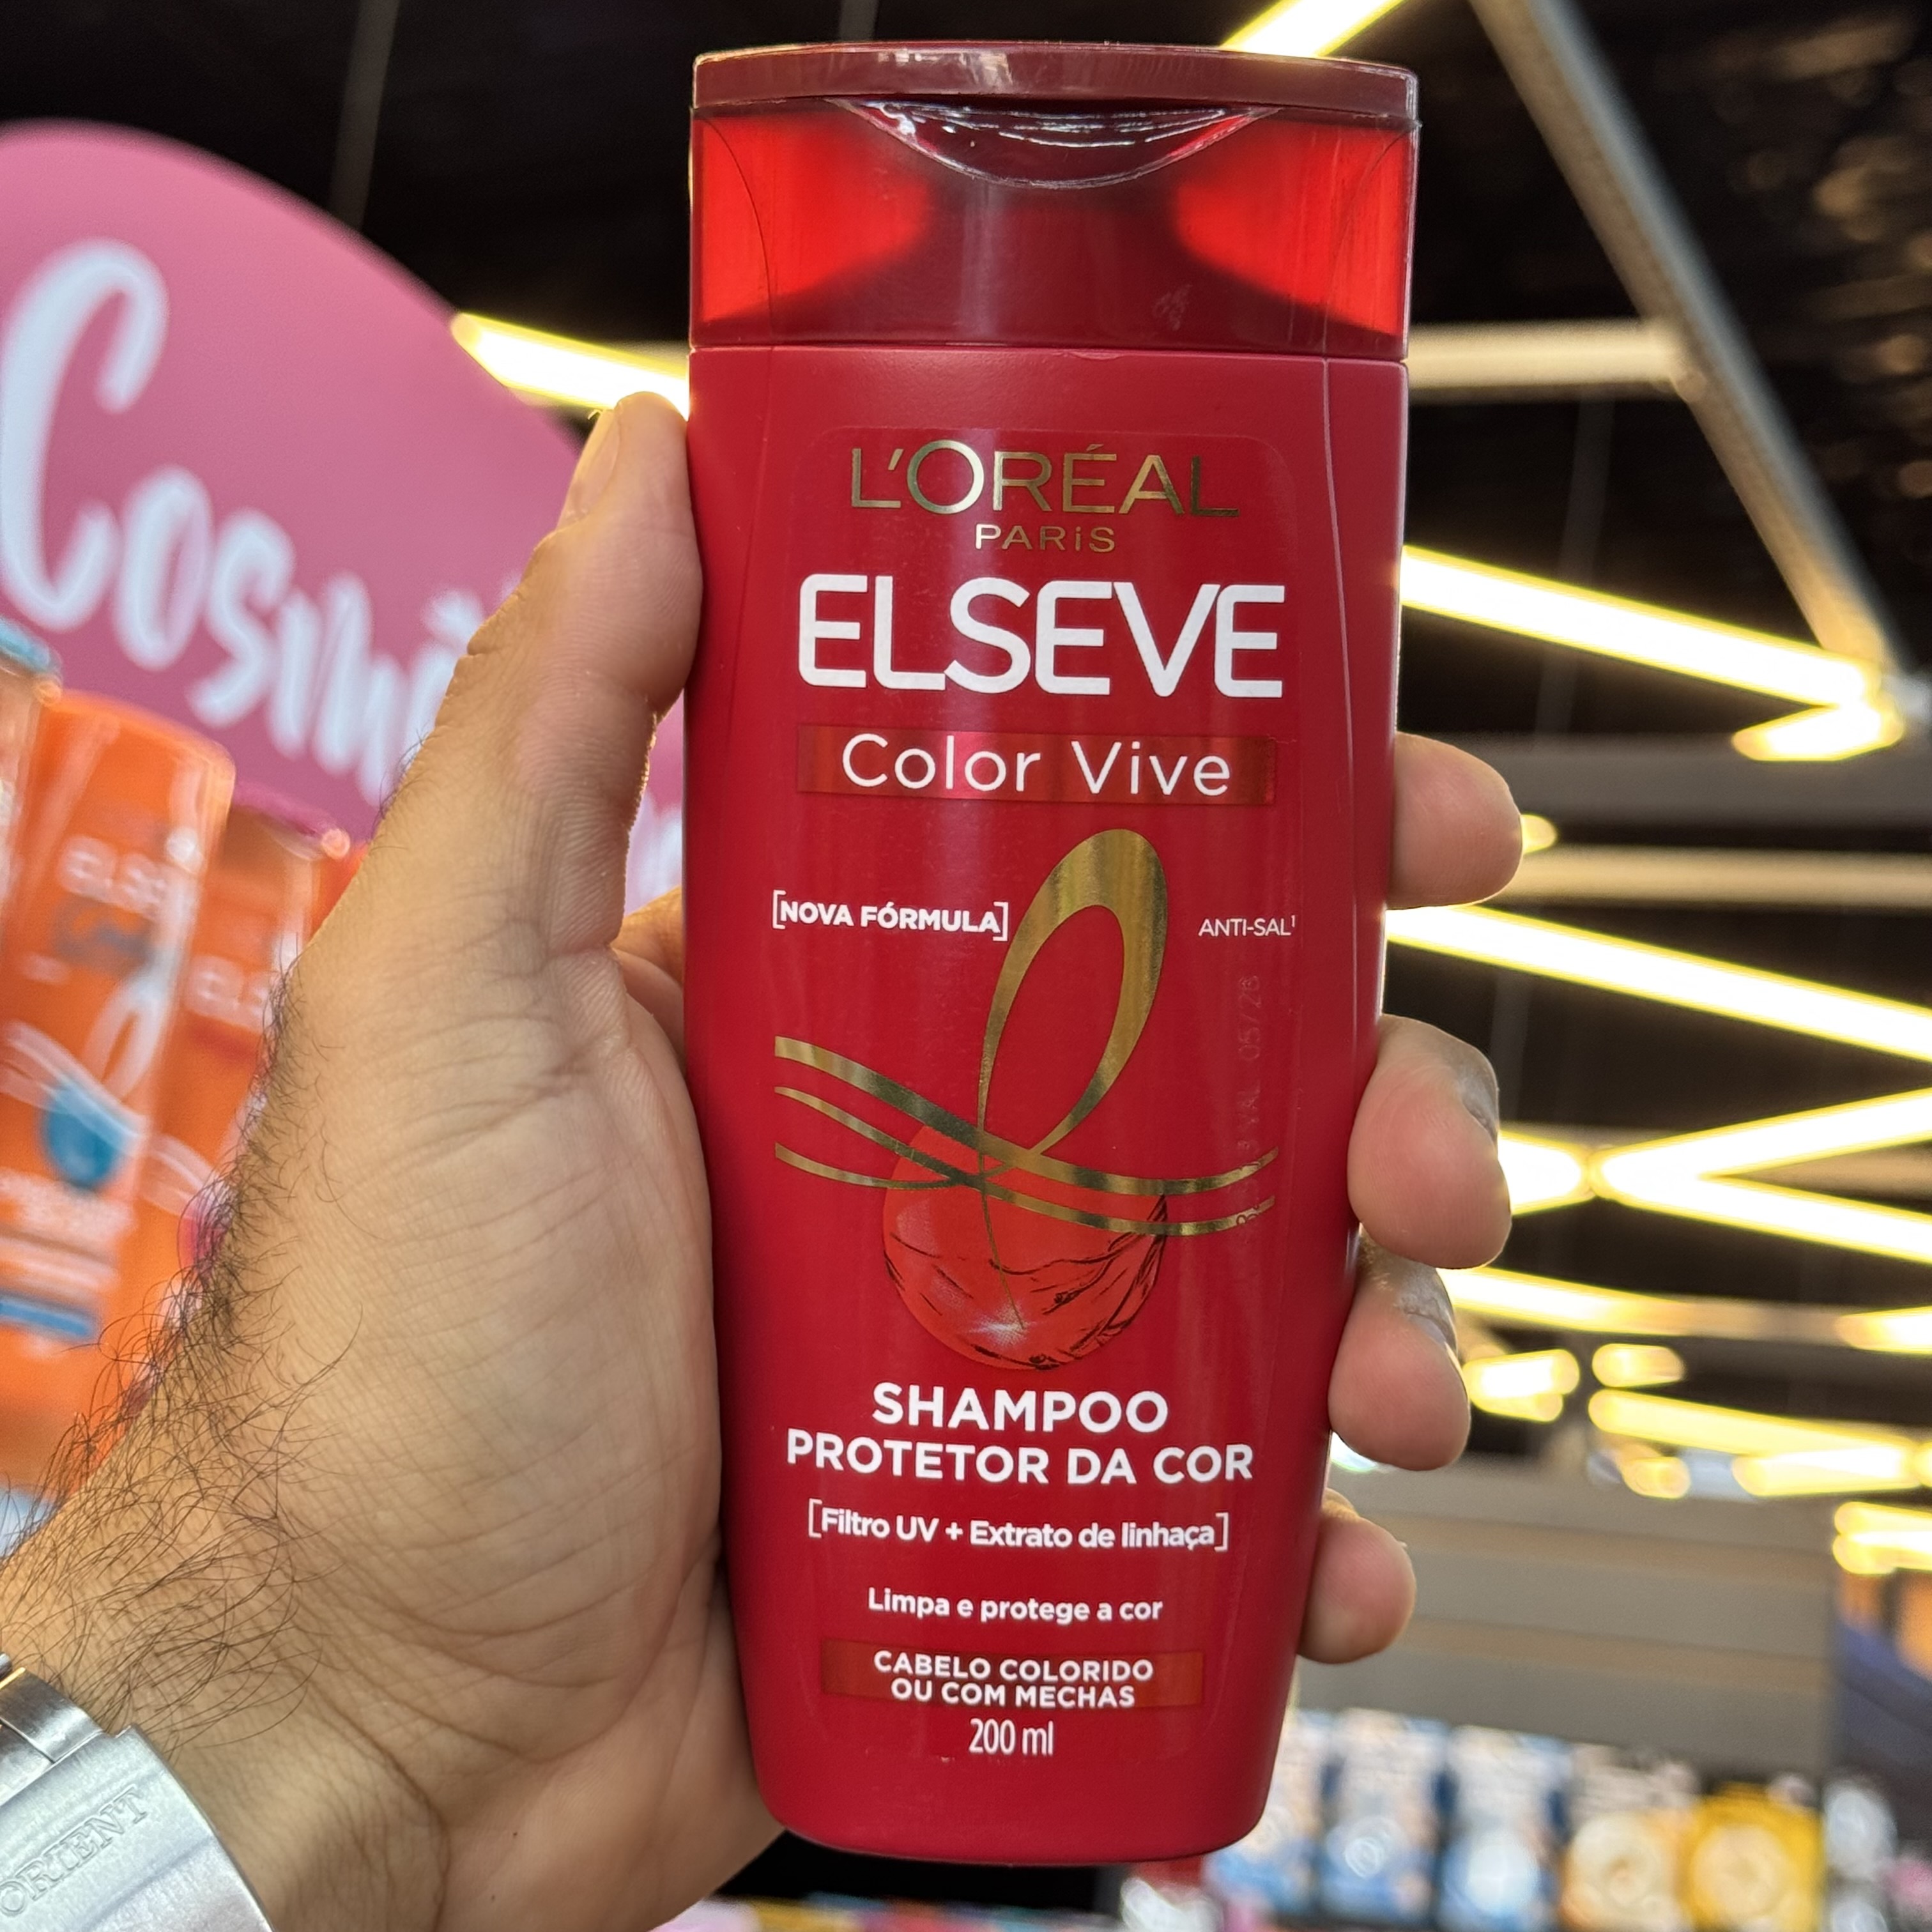 L'ORÉAL
PARiS
ELSEVE
Color Vive
[NOVA FÓRMULA]
ANTI-SAL¹
SHAMPOO
PROTETOR DA COR
[Filtro UV + Extrato de linhaça]
Limpa e protege a cor
CABELO COLORIDO
OU COM MECHAS
200 ml
ORIENT